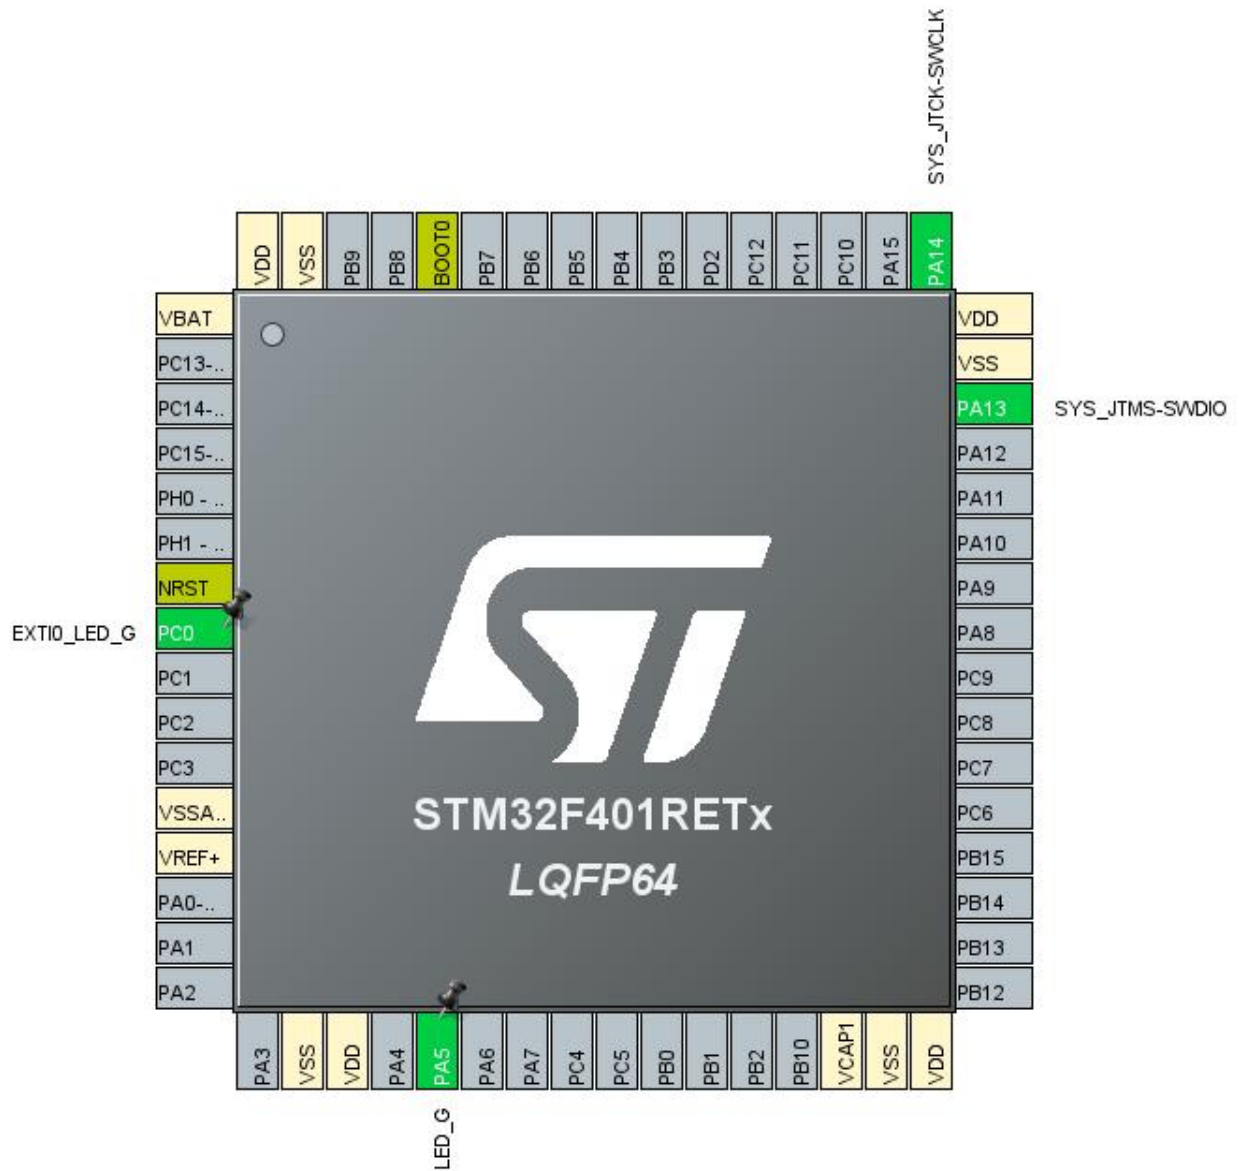 SYS_JTCK-SWCLK
VDD
VSS
PB9
PB8
BOOT0
PB7
PB6
PB5
PB4
PB3
PD2
PC12
PC11
PC10
PA15
PA14
VBAT
PC13-..
PC14-..
PC15-..
PH0 - ..
PH1 - ..
NRST
EXTI0_LED_G PC0
PC1
PC2
PC3
VSSA..
VREF+
PA0-..
PA1
PA2
VDD
VSS
PA13 SYS_JTMS-SWDIO
PA12
PA11
PA10
PA9
PA8
PC9
PC8
PC7
PC6
PB15
PB14
PB13
PB12
ST
STM32F401RETx
LQFP64
PA3
VSS
VDD
PA4
PA5
PA6
PA7
PC4
PC5
PB0
PB1
PB2
PB10
VCAP1
VSS
VDD
LED_G